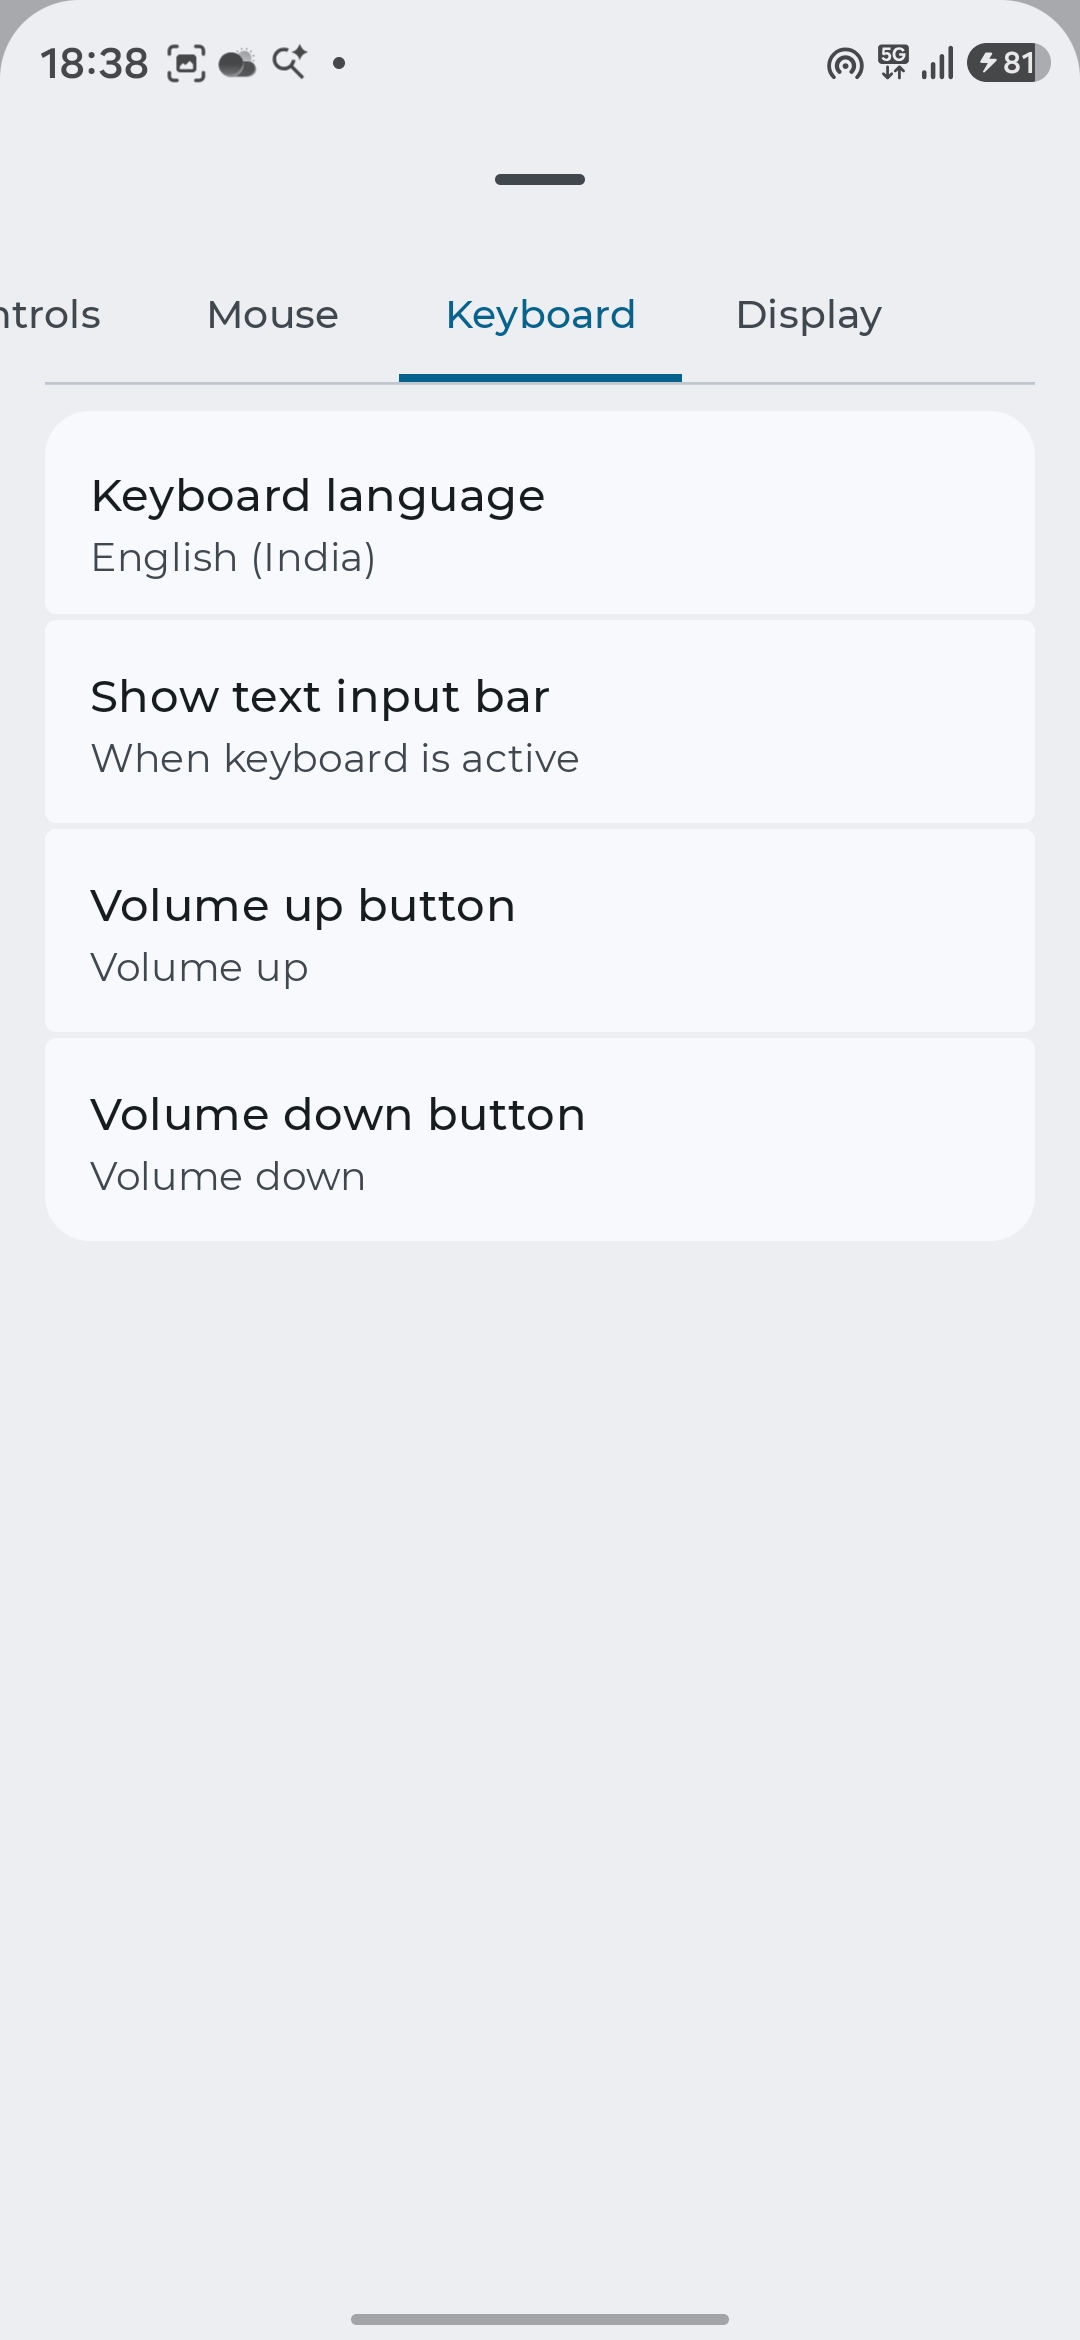 18:38
5G
81
ntrols Mouse Keyboard Display
Keyboard language
English (India)
Show text input bar
When keyboard is active
Volume up button
Volume up
Volume down button
Volume down